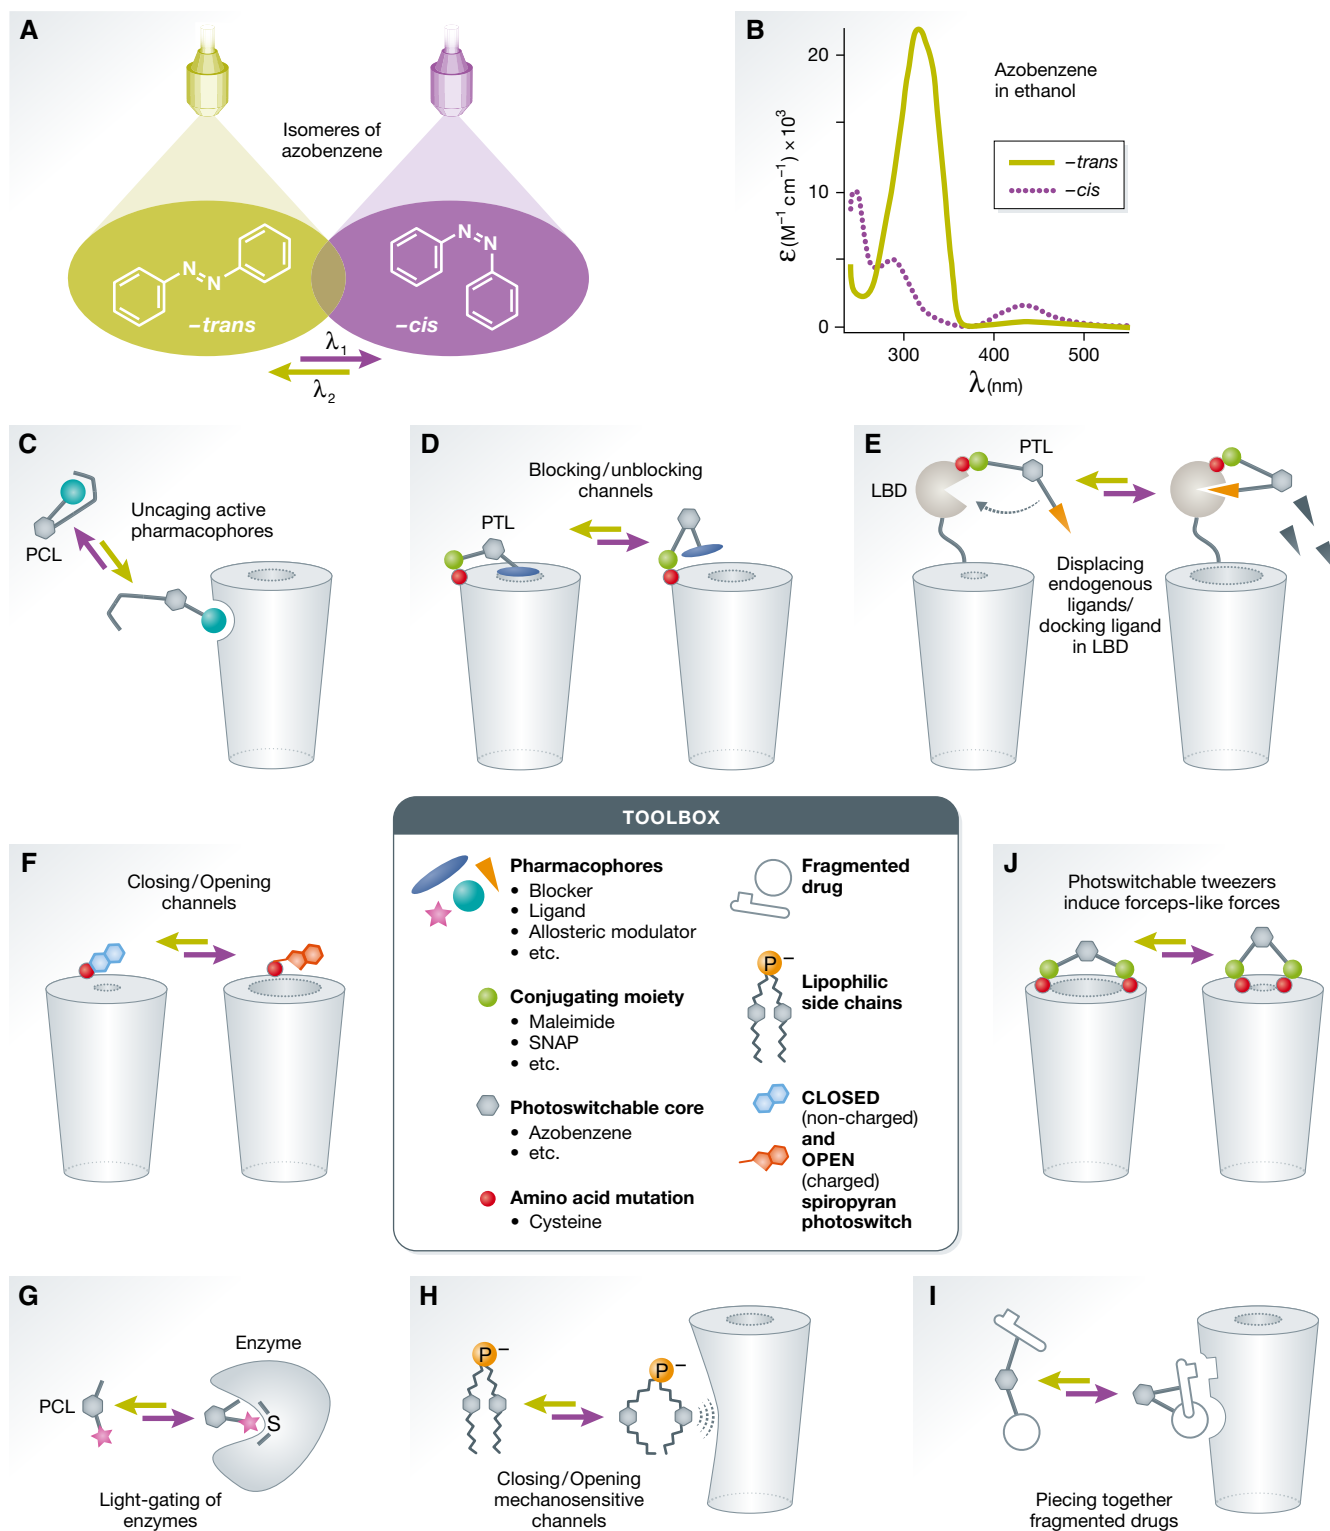 A
Isomeres of
azobenzene
N
N
–trans
N
N
–cis
λ1
λ2
B
20
10
0
ε(M⁻¹ cm⁻¹) × 10³
Azobenzene
in ethanol
–trans
–cis
300
400
500
λ(nm)
C
PCL
Uncaging active
pharmacophores
D
Blocking/unblocking
channels
PTL
E
PTL
LBD
Displacing
endogenous
ligands/
docking ligand
in LBD
F
Closing/Opening
channels
TOOLBOX
Pharmacophores
• Blocker
• Ligand
• Allosteric modulator
• etc.
Conjugating moiety
• Maleimide
• SNAP
• etc.
Photoswitchable core
• Azobenzene
• etc.
Amino acid mutation
• Cysteine
Fragmented
drug
P–
Lipophilic
side chains
CLOSED
(non-charged)
and
OPEN
(charged)
spiropyran
photoswitch
J
Photswitchable tweezers
induce forceps-like forces
G
Enzyme
PCL
S
Light-gating of
enzymes
H
P–
P–
Closing/Opening
mechanosensitive
channels
I
Piecing together
fragmented drugs